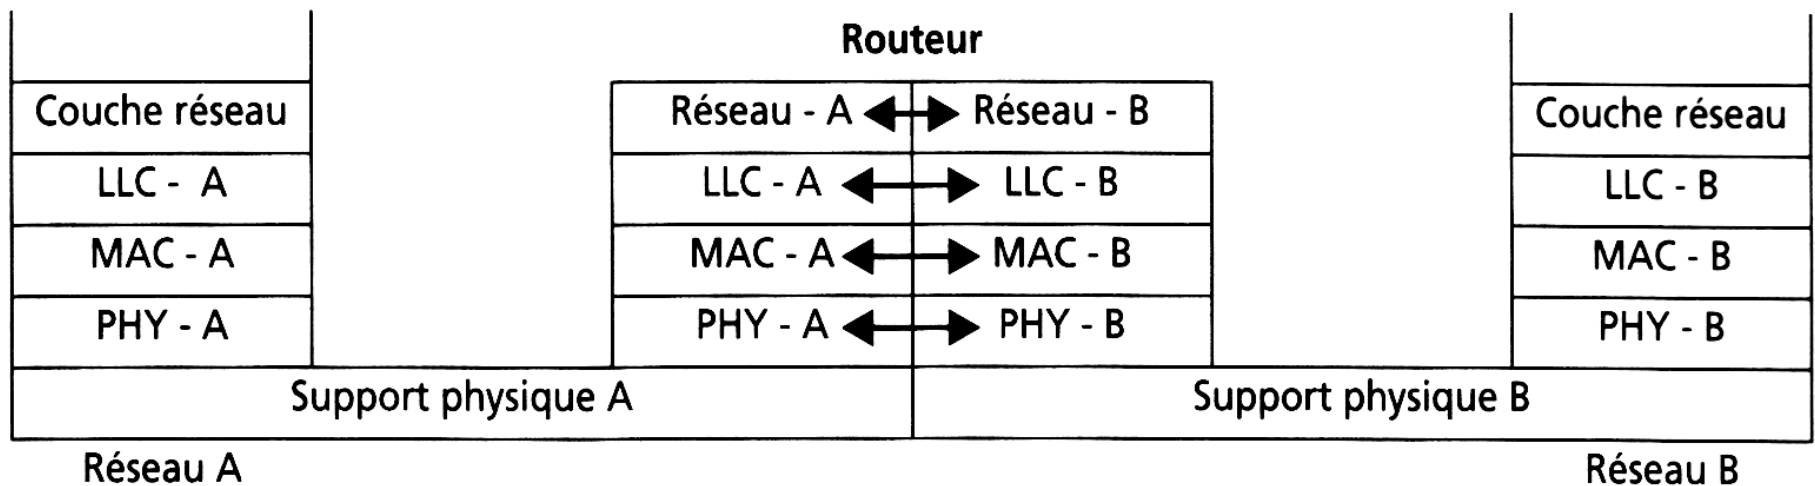 Routeur
Couche réseau Réseau - A Réseau - B Couche réseau
LLC - A LLC - A LLC - B LLC - B
MAC - A MAC - A MAC - B MAC - B
PHY - A PHY - A PHY - B PHY - B
Support physique A Support physique B
Réseau A Réseau B